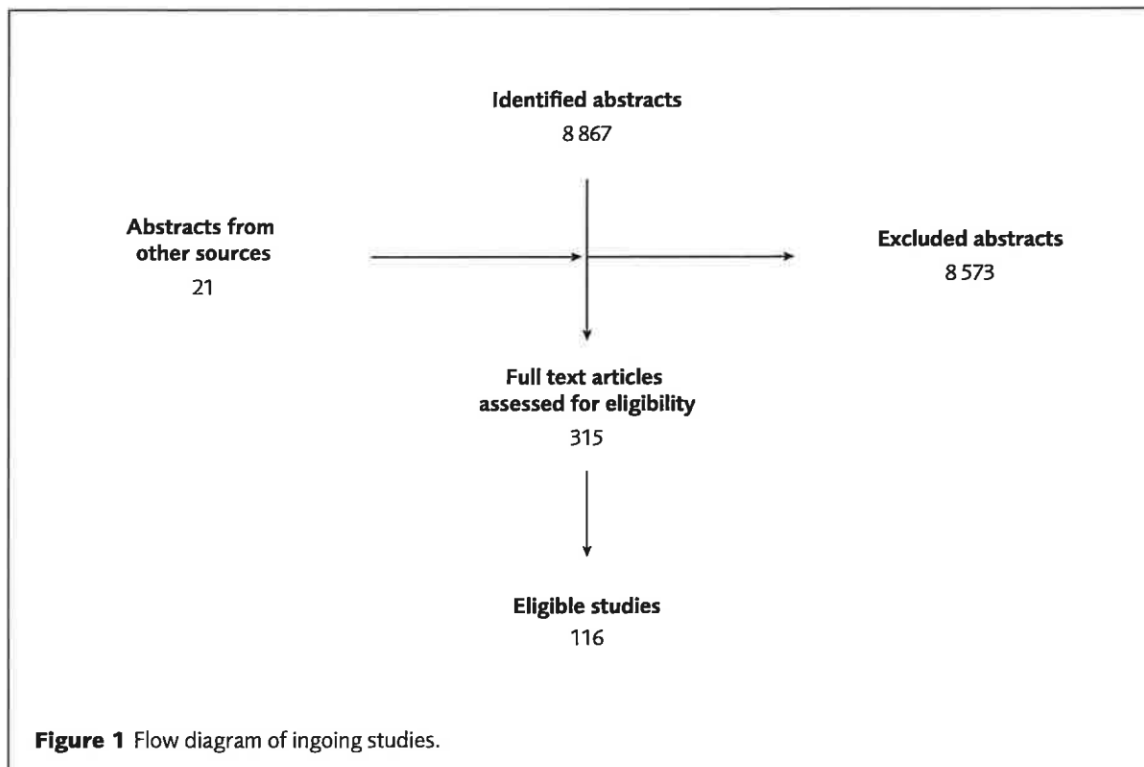 Identified abstracts
8 867
Abstracts from
other sources
21
Excluded abstracts
8 573
Full text articles
assessed for eligibility
315
Eligible studies
116
Figure 1 Flow diagram of ingoing studies.